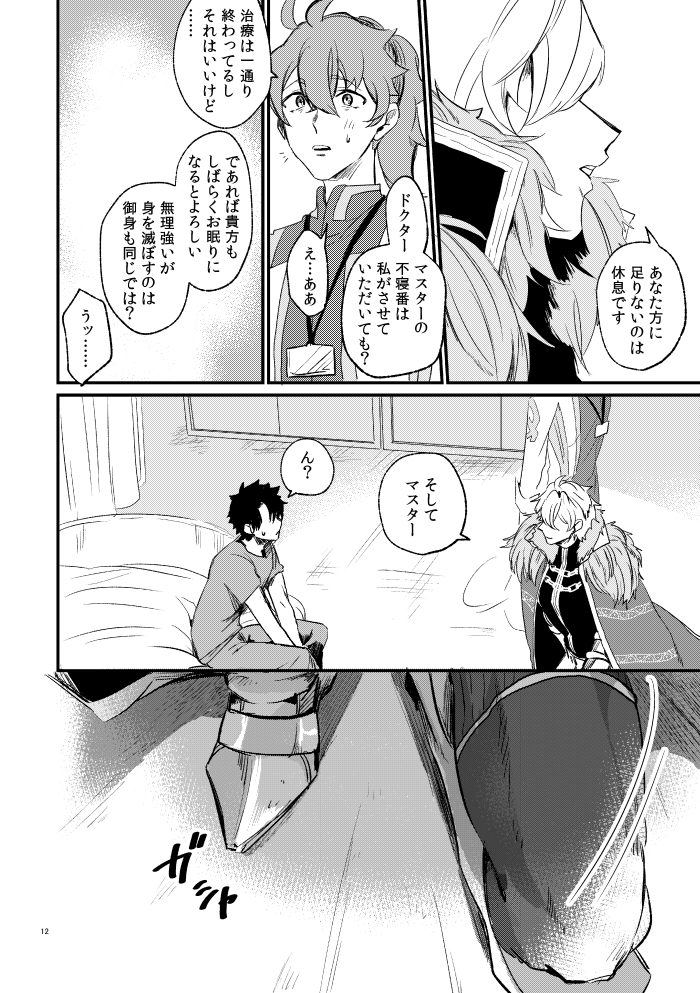 あなた方に
足りないのは
休息です
マスターの
不寝番は
私がさせて
いただいても?
ドクター
え…ああ
治療は一通り
終わってるし
それはいいけど
……
であれば貴方も
しばらくお眠りに
なるとよろしい
無理強いが
身を滅ぼすのは
御身も同じでは?
うッ……
そして
マスター
ん?
ガシャ
12